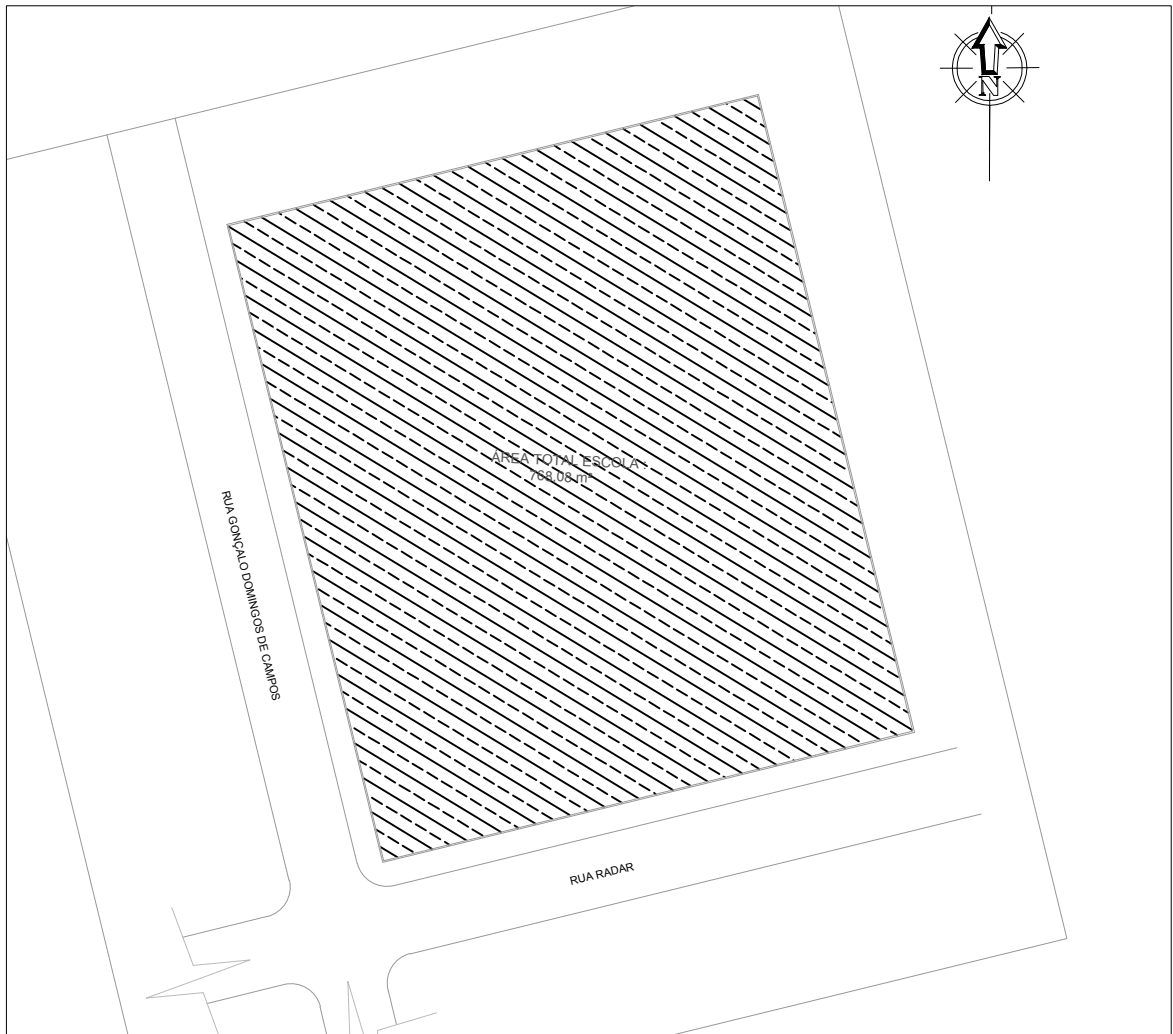 N
ÁREA TOTAL ESCOLA :
768,08 m²
RUA GONÇALO DOMINGOS DE CAMPOS
RUA RADAR